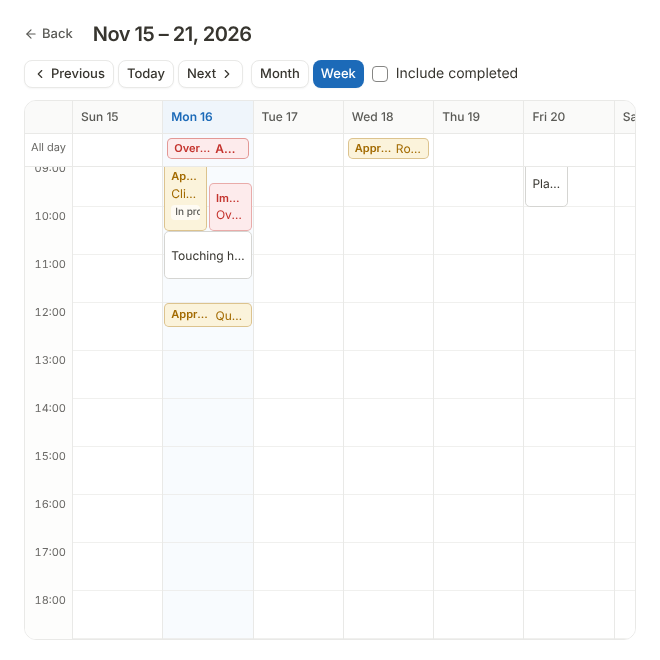 Back
Nov 15 – 21, 2026
Previous Today Next Month Week Include completed
Sun 15 Mon 16 Tue 17 Wed 18 Thu 19 Fri 20 Sa
All day Over... A... Appr... Ro...
09:00
Ap...
Cli...
In pro
Im...
Ov...
Pla...
10:00
Touching h...
11:00
12:00
Appr... Qu...
13:00
14:00
15:00
16:00
17:00
18:00